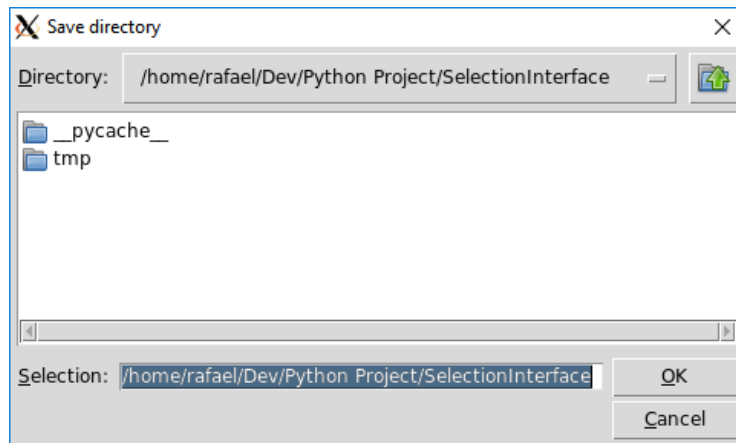 Save directory
Directory: /home/rafael/Dev/Python Project/SelectionInterface
__pycache__
tmp
Selection: /home/rafael/Dev/Python Project/SelectionInterface OK
Cancel